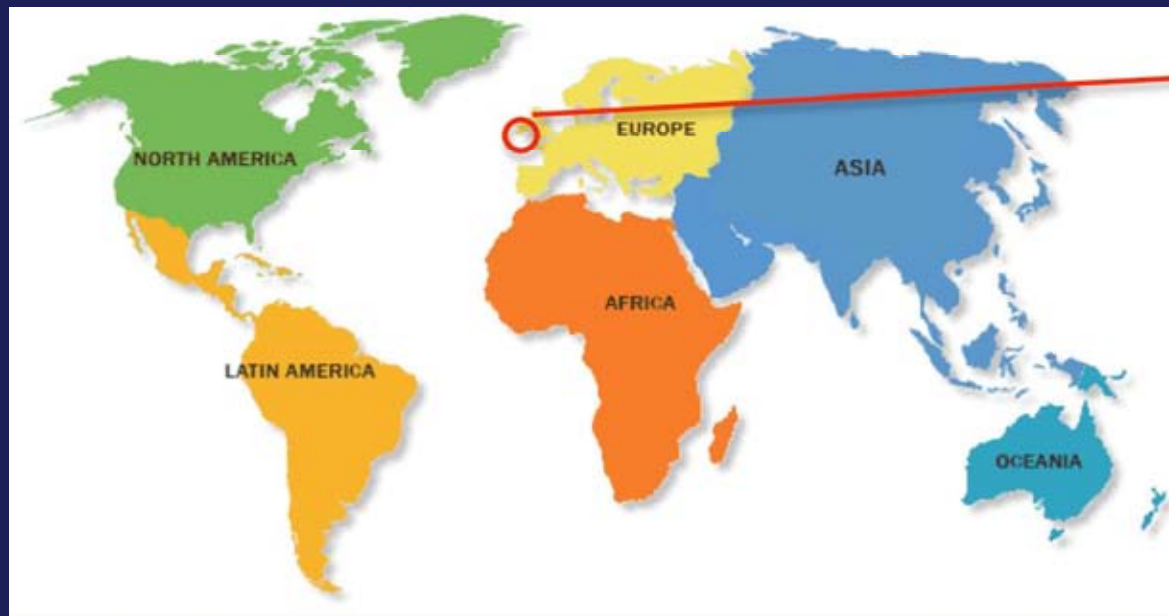 EUROPE
NORTH AMERICA
ASIA
AFRICA
LATIN AMERICA
OCEANIA